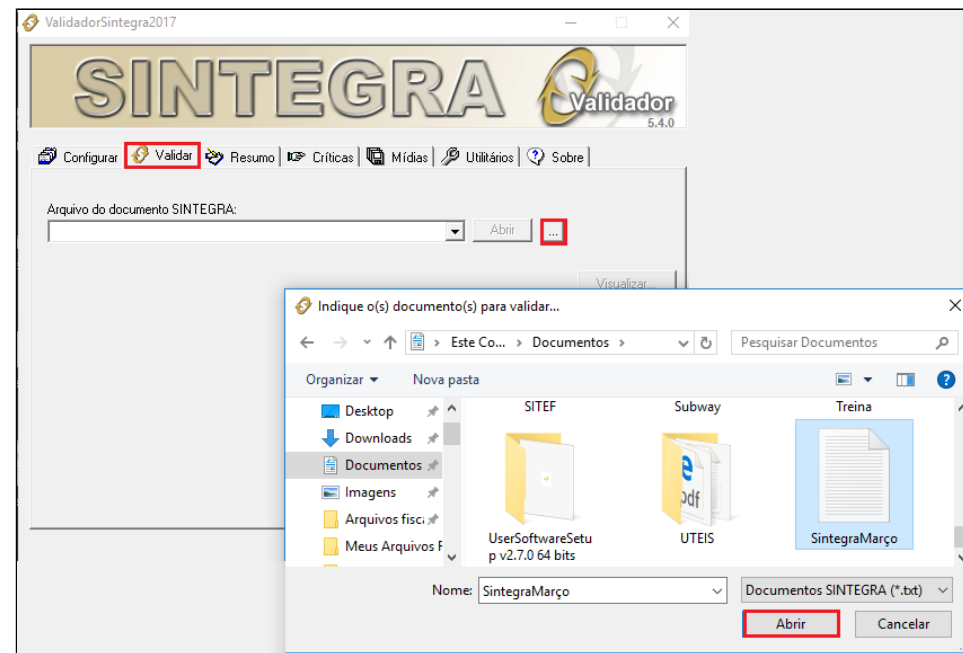 ValidadorSintegra2017
SINTEGRA
Validador
5.4.0
Configurar Validar Resumo Críticas Mídias Utilitários Sobre
Arquivo do documento SINTEGRA:
Abrir ...
Visualizar...
Indique o(s) documento(s) para validar...
Este Co... Documentos Pesquisar Documentos
Organizar Nova pasta
Desktop
Downloads
Documentos
Imagens
Arquivos fisc
Meus Arquivos F
SITEF Subway Treina
pdf
UserSoftwareSetu
p v2.7.0 64 bits
UTEIS
SintegraMarço
Nome: SintegraMarço Documentos SINTEGRA (*.txt)
Abrir Cancelar